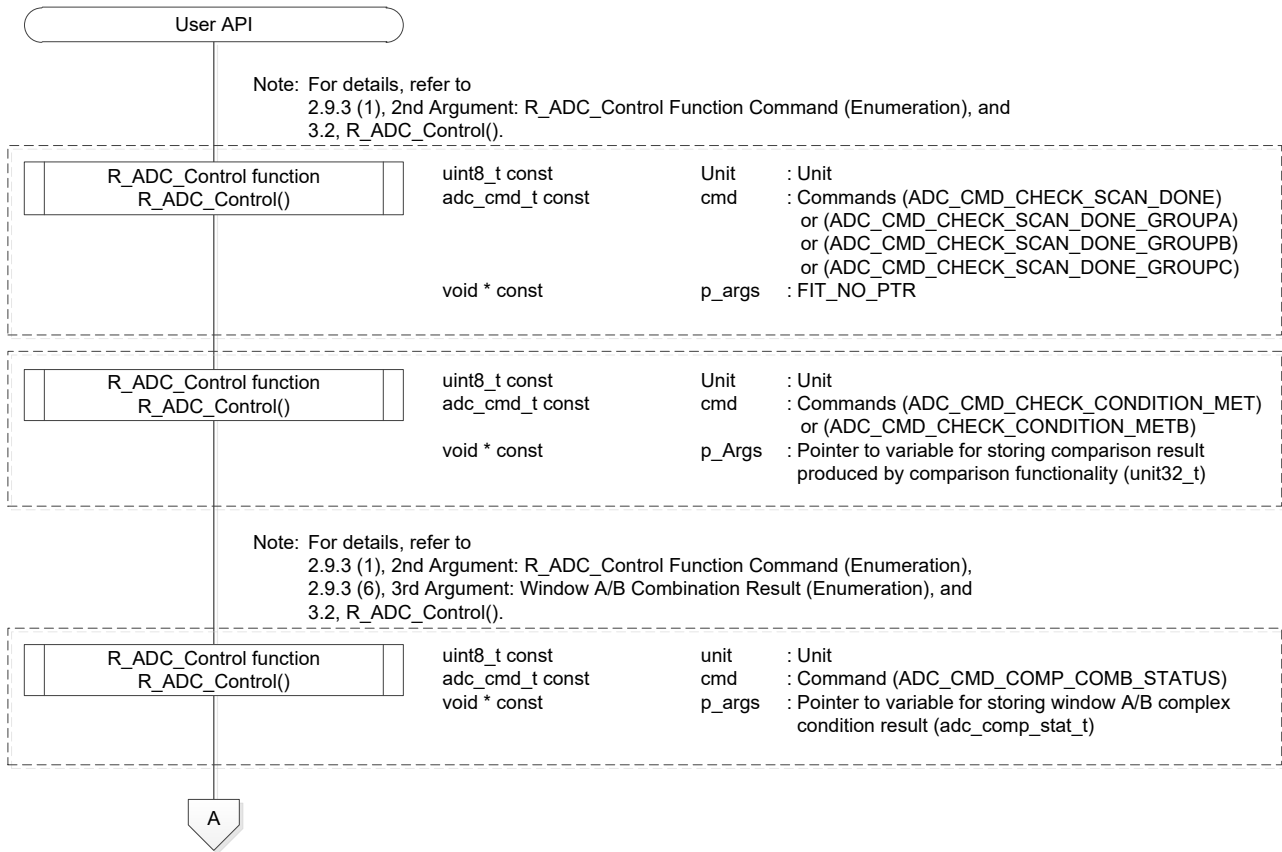 User API
Note: For details, refer to
2.9.3 (1), 2nd Argument: R_ADC_Control Function Command (Enumeration), and
3.2, R_ADC_Control().
R_ADC_Control function
R_ADC_Control()
uint8_t const Unit : Unit
adc_cmd_t const cmd : Commands (ADC_CMD_CHECK_SCAN_DONE)
or (ADC_CMD_CHECK_SCAN_DONE_GROUPA)
or (ADC_CMD_CHECK_SCAN_DONE_GROUPB)
or (ADC_CMD_CHECK_SCAN_DONE_GROUPC)
void * const p_args : FIT_NO_PTR
R_ADC_Control function
R_ADC_Control()
uint8_t const Unit : Unit
adc_cmd_t const cmd : Commands (ADC_CMD_CHECK_CONDITION_MET)
or (ADC_CMD_CHECK_CONDITION_METB)
void * const p_Args : Pointer to variable for storing comparison result
produced by comparison functionality (unit32_t)
Note: For details, refer to
2.9.3 (1), 2nd Argument: R_ADC_Control Function Command (Enumeration),
2.9.3 (6), 3rd Argument: Window A/B Combination Result (Enumeration), and
3.2, R_ADC_Control().
R_ADC_Control function
R_ADC_Control()
uint8_t const unit : Unit
adc_cmd_t const cmd : Command (ADC_CMD_COMP_COMB_STATUS)
void * const p_args : Pointer to variable for storing window A/B complex
condition result (adc_comp_stat_t)
A